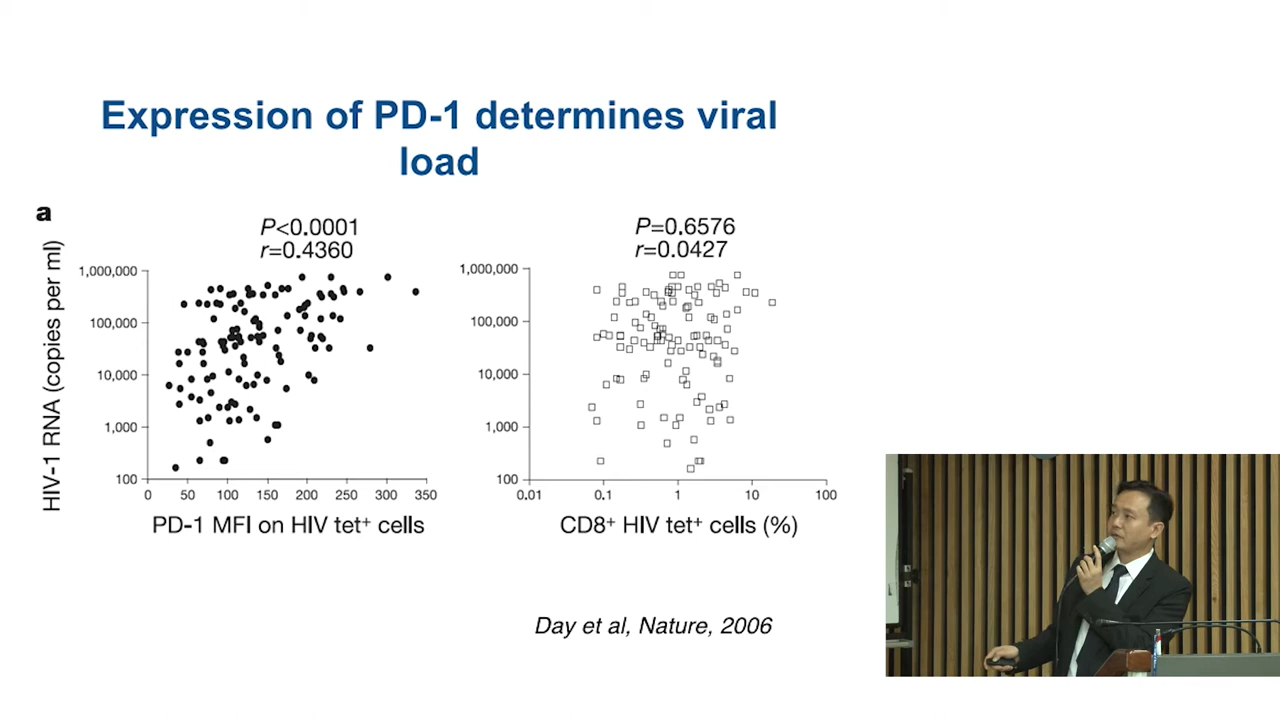 Expression of PD-1 determines viral
load
a
P<0.0001
r=0.4360
HIV-1 RNA (copies per ml)
1,000,000
100,000
10,000
1,000
100
0 50 100 150 200 250 300 350
PD-1 MFI on HIV tet⁺ cells
P=0.6576
r=0.0427
1,000,000
100,000
10,000
1,000
100
0.01 0.1 1 10 100
CD8⁺ HIV tet⁺ cells (%)
Day et al, Nature, 2006